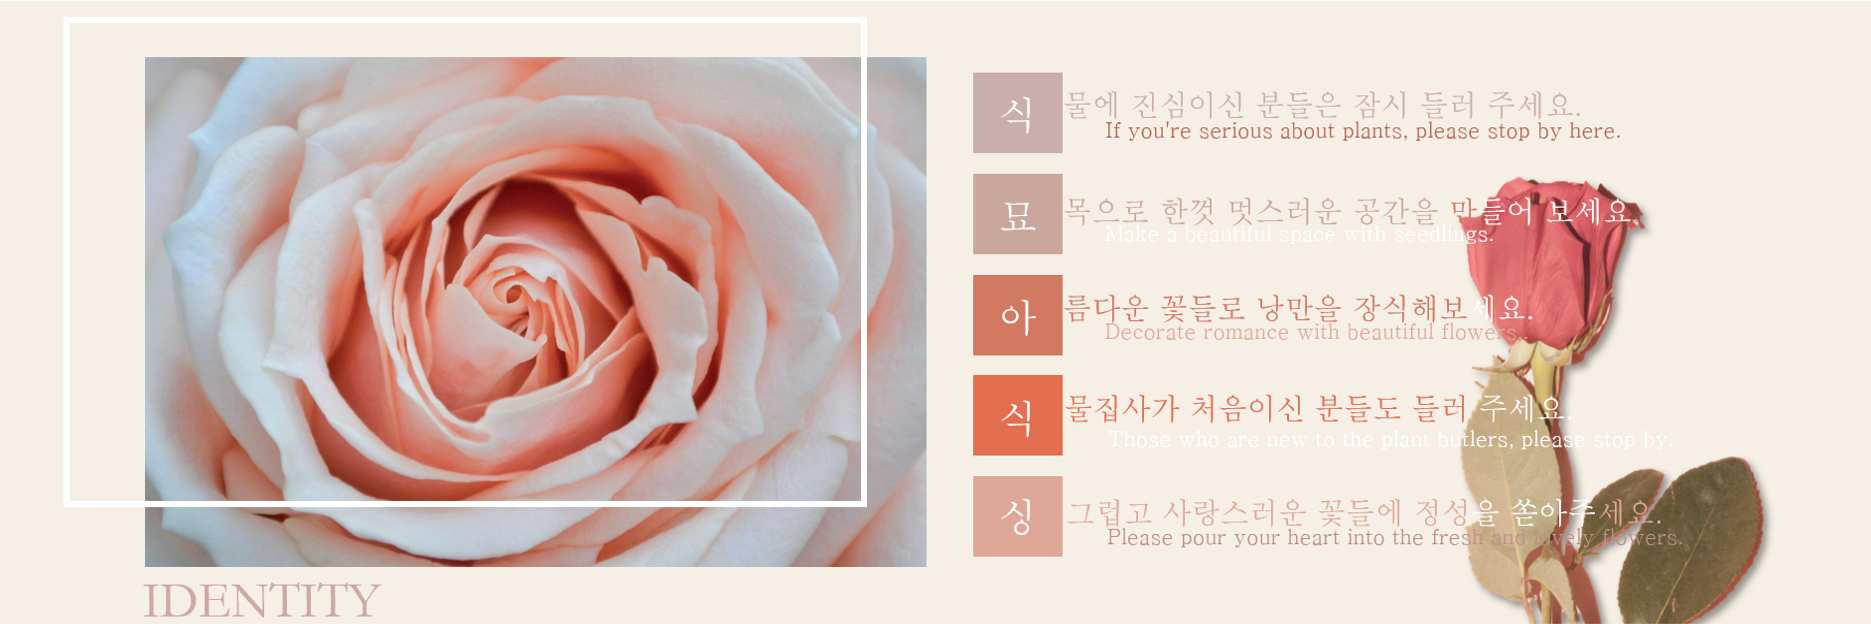 식물에 진심이신 분들은 잠시 들러 주세요.
If you're serious about plants, please stop by here.
묘목으로 한껏 멋스러운 공간을 만들어 보세요.
Make a beautiful space with seedlings.
아름다운 꽃들로 낭만을 장식해보세요.
Decorate romance with beautiful flowers.
식물집사가 처음이신 분들도 들러 주세요.
Those who are new to the plant butlers, please stop by.
싱그럽고 사랑스러운 꽃들에 정성을 쏟아주세요.
Please pour your heart into the fresh and lovely flowers.
IDENTITY